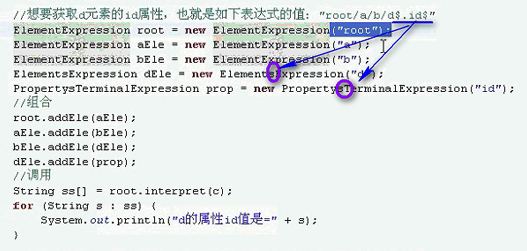 //想要获取d元素的id属性，也就是如下表达式的值："root/a/b/d$.id$"
ElementExpression root = new ElementExpression("root");
ElementExpression aEle = new ElementExpression("a");
ElementExpression bEle = new ElementExpression("b");
ElementsExpression dEle = new ElementsExpression("d");
PropertysTerminalExpression prop = new PropertysTerminalExpression("id");
//组合
root.addEle(aEle);
aEle.addEle(bEle);
bEle.addEle(dEle);
dEle.addEle(prop);
//调用
String ss[] = root.interpret(c);
for (String s : ss) {
System.out.println("d的属性id值是=" + s);
}